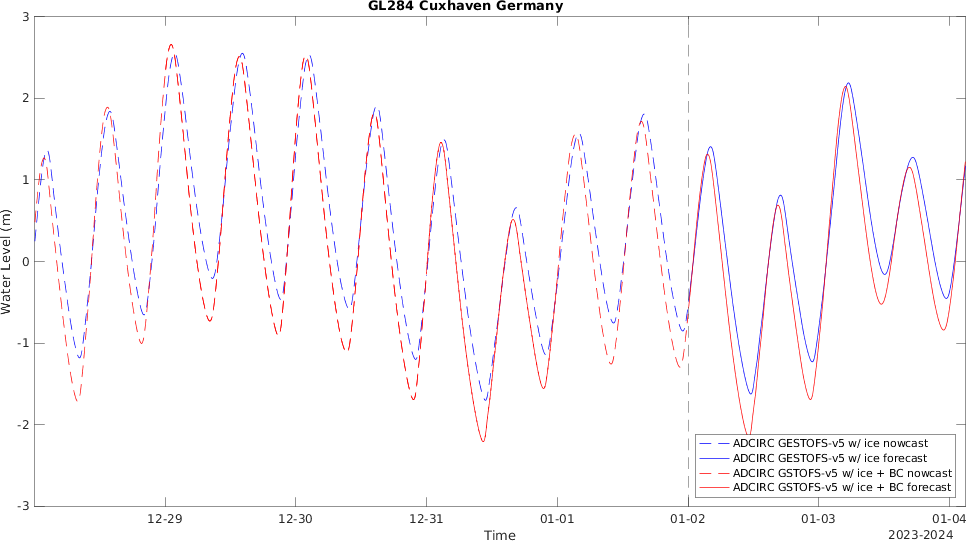 GL284 Cuxhaven Germany
3
2
1
0
-1
-2
-3
Water Level (m)
ADCIRC GESTOFS-v5 w/ ice nowcast
ADCIRC GESTOFS-v5 w/ ice forecast
ADCIRC GSTOFS-v5 w/ ice + BC nowcast
ADCIRC GSTOFS-v5 w/ ice + BC forecast
12-29 12-30 12-31 01-01 01-02 01-03 01-04
Time
2023-2024